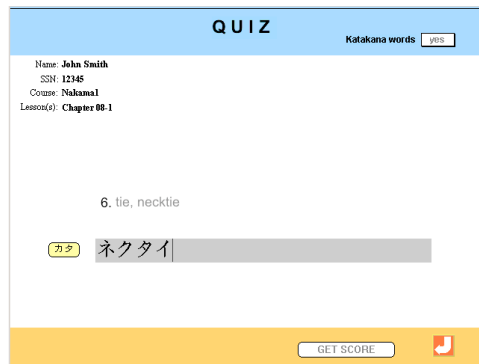 QUIZ
Katakana words yes
Name: John Smith
SSN: 12345
Course: Nakama1
Lesson(s): Chapter 08-1
6. tie, necktie
カタ ネクタイ
GET SCORE